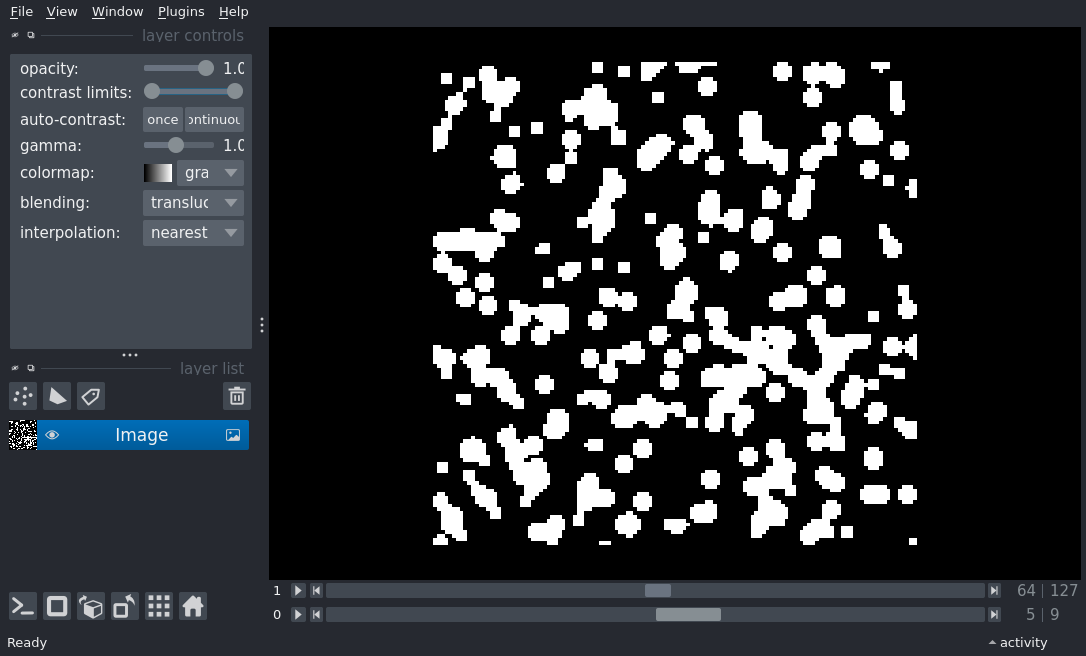 File View Window Plugins Help
layer controls
opacity: 1.0
contrast limits:
auto-contrast: once ontinuou
gamma: 1.0
colormap: gra
blending: transluc
interpolation: nearest
layer list
Image
1 64 | 127
0 5 | 9
Ready activity